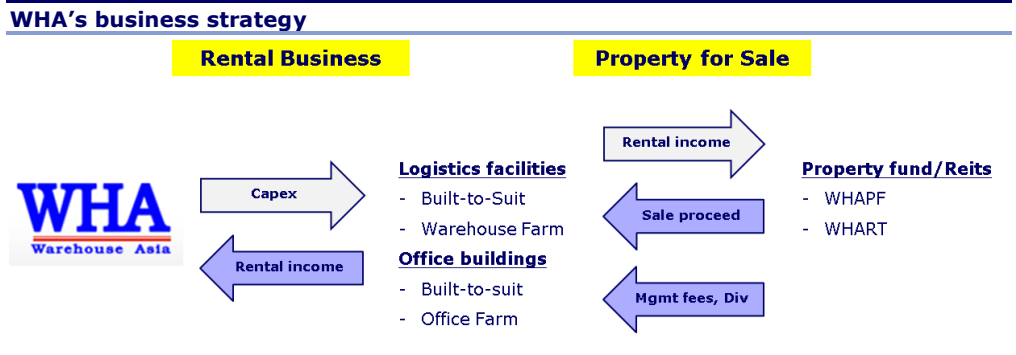 WHA’s business strategy
Rental Business
Property for Sale
WHA
Warehouse Asia
Capex
Rental income
Logistics facilities
- Built-to-Suit
- Warehouse Farm
Office buildings
- Built-to-suit
- Office Farm
Rental income
Sale proceed
Mgmt fees, Div
Property fund/Reits
- WHAPF
- WHART